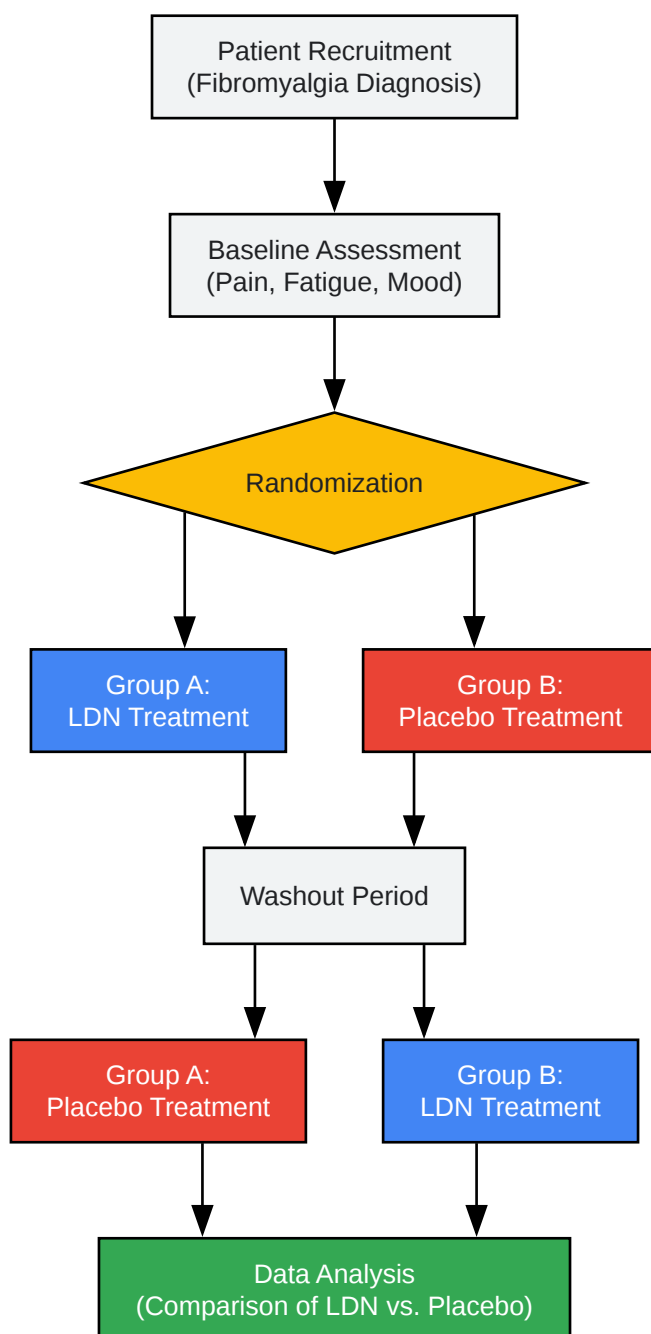 Patient Recruitment
(Fibromyalgia Diagnosis)
Baseline Assessment
(Pain, Fatigue, Mood)
Randomization
Group A:
LDN Treatment
Group B:
Placebo Treatment
Washout Period
Group A:
Placebo Treatment
Group B:
LDN Treatment
Data Analysis
(Comparison of LDN vs. Placebo)